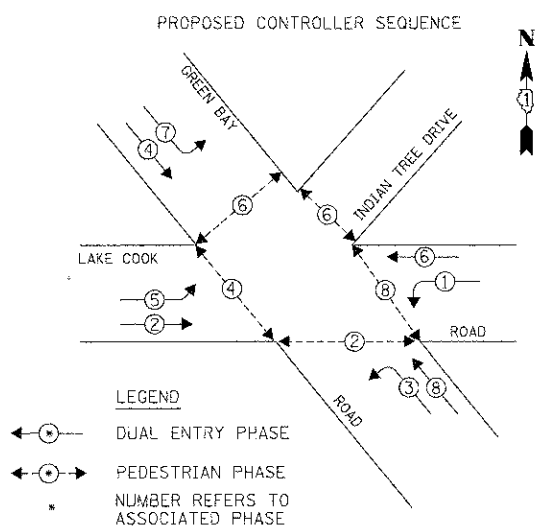 PROPOSED CONTROLLER SEQUENCE
N
1
GREEN BAY
INDIAN TREE DRIVE
7
4
6
6
LAKE COOK
6
5
4
8
1
2
2
ROAD
3
8
ROAD
LEGEND
* DUAL ENTRY PHASE
* PEDESTRIAN PHASE
* NUMBER REFERS TO
ASSOCIATED PHASE